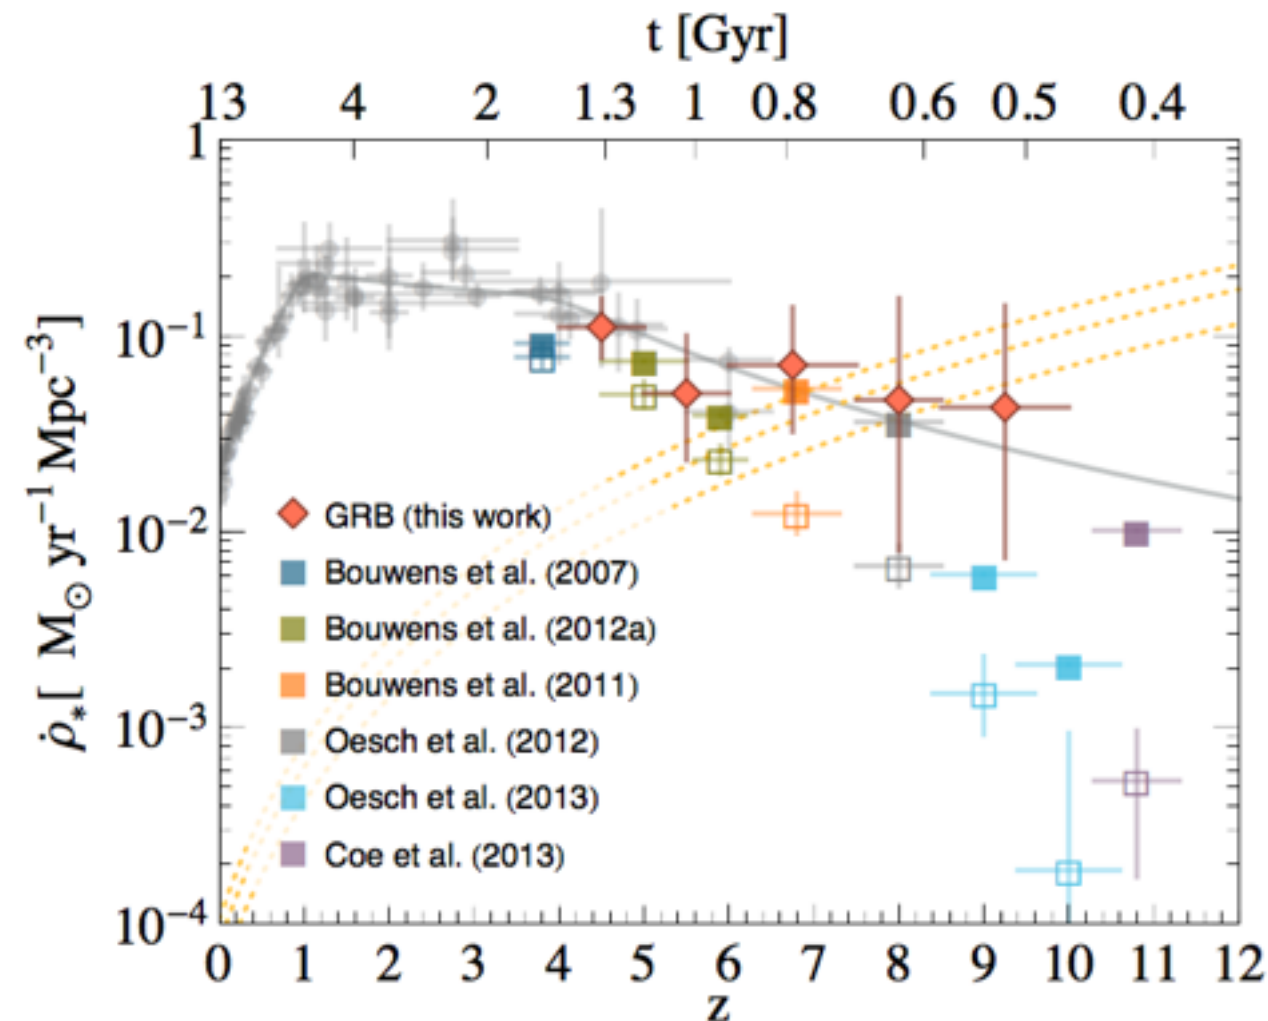 t [Gyr]
13 4 2 1.3 1 0.8 0.6 0.5 0.4
1
10⁻¹
10⁻²
10⁻³
10⁻⁴
ρ̇* [ M⊙ yr⁻¹ Mpc⁻³]
GRB (this work)
Bouwens et al. (2007)
Bouwens et al. (2012a)
Bouwens et al. (2011)
Oesch et al. (2012)
Oesch et al. (2013)
Coe et al. (2013)
0 1 2 3 4 5 6 7 8 9 10 11 12
z